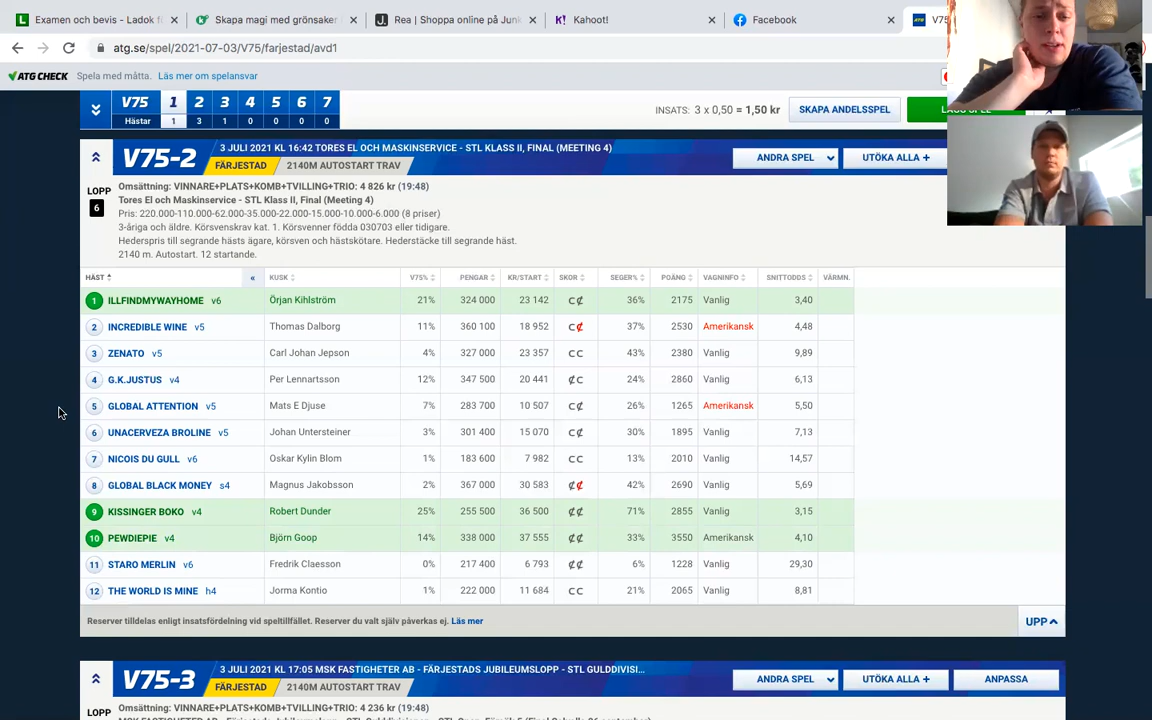 Examen och bevis - Ladok fi
Skapa magi med grönsaker
Rea | Shoppa online på Junk
Kahoot!
Facebook
V75
atg.se/spel/2021-07-03/V75/farjestad/avd1
ATG CHECK Spela med måtta. Läs mer om spelansvar
V75 1 2 3 4 5 6 7
Hästar 1 3 1 0 0 0 0
INSATS: 3 x 0,50 = 1,50 kr SKAPA ANDELSSPEL
V75-2 3 JULI 2021 KL 16:42 TORES EL OCH MASKINSERVICE - STL KLASS II, FINAL (MEETING 4)
FÄRJESTAD 2140M AUTOSTART TRAV
ANDRA SPEL UTÖKA ALLA +
LOPP
6
Omsättning: VINNARE+PLATS+KOMB+TVILLING+TRIO: 4 826 kr (19:48)
Tores El och Maskinservice - STL Klass II, Final (Meeting 4)
Pris: 220.000-110.000-62.000-35.000-22.000-15.000-10.000-6.000 (8 priser)
3-åriga och äldre. Körsvenskrav kat. 1. Körsvenner födda 030703 eller tidigare.
Hederspris till segrande hästs ägare, körsven och hästskötare. Hederstäcke till segrande häst.
2140 m. Autostart. 12 startande.
HÄST « KUSK V75% PENGAR KR/START SKOR SEGER% POÄNG VAGNINFO SNITTODDS VÄRMN.
1 ILLFINDMYWAYHOME v6 Örjan Kihlström 21% 324 000 23 142 C ₵ 36% 2175 Vanlig 3,40
2 INCREDIBLE WINE v5 Thomas Dalborg 11% 360 100 18 952 C ₵ 37% 2530 Amerikansk 4,48
3 ZENATO v5 Carl Johan Jepson 4% 327 000 23 357 C C 43% 2380 Vanlig 9,89
4 G.K.JUSTUS v4 Per Lennartsson 12% 347 500 20 441 ₵ C 24% 2860 Vanlig 6,13
5 GLOBAL ATTENTION v5 Mats E Djuse 7% 283 700 10 507 C ₵ 26% 1265 Amerikansk 5,50
6 UNACERVEZA BROLINE v5 Johan Untersteiner 3% 301 400 15 070 C ₵ 30% 1895 Vanlig 7,13
7 NICOIS DU GULL v6 Oskar Kylin Blom 1% 183 600 7 982 C C 13% 2010 Vanlig 14,57
8 GLOBAL BLACK MONEY s4 Magnus Jakobsson 2% 367 000 30 583 ₵ ₵ 42% 2690 Vanlig 5,69
9 KISSINGER BOKO v4 Robert Dunder 25% 255 500 36 500 ₵ ₵ 71% 2855 Vanlig 3,15
10 PEWDIEPIE v4 Björn Goop 14% 338 000 37 555 ₵ ₵ 33% 3550 Amerikansk 4,10
11 STARO MERLIN v6 Fredrik Claesson 0% 217 400 6 793 ₵ ₵ 6% 1228 Vanlig 29,30
12 THE WORLD IS MINE h4 Jorma Kontio 1% 222 000 11 684 C C 21% 2065 Vanlig 8,81
Reserver tilldelas enligt insatsfördelning vid speltillfället. Reserver du valt själv påverkas ej. Läs mer
UPP
V75-3 3 JULI 2021 KL 17:05 MSK FASTIGHETER AB - FÄRJESTADS JUBILEUMSLOPP - STL GULDDIVISI...
FÄRJESTAD 2140M AUTOSTART TRAV
ANDRA SPEL UTÖKA ALLA + ANPASSA
LOPP
Omsättning: VINNARE+PLATS+KOMB+TVILLING+TRIO: 4 236 kr (19:48)